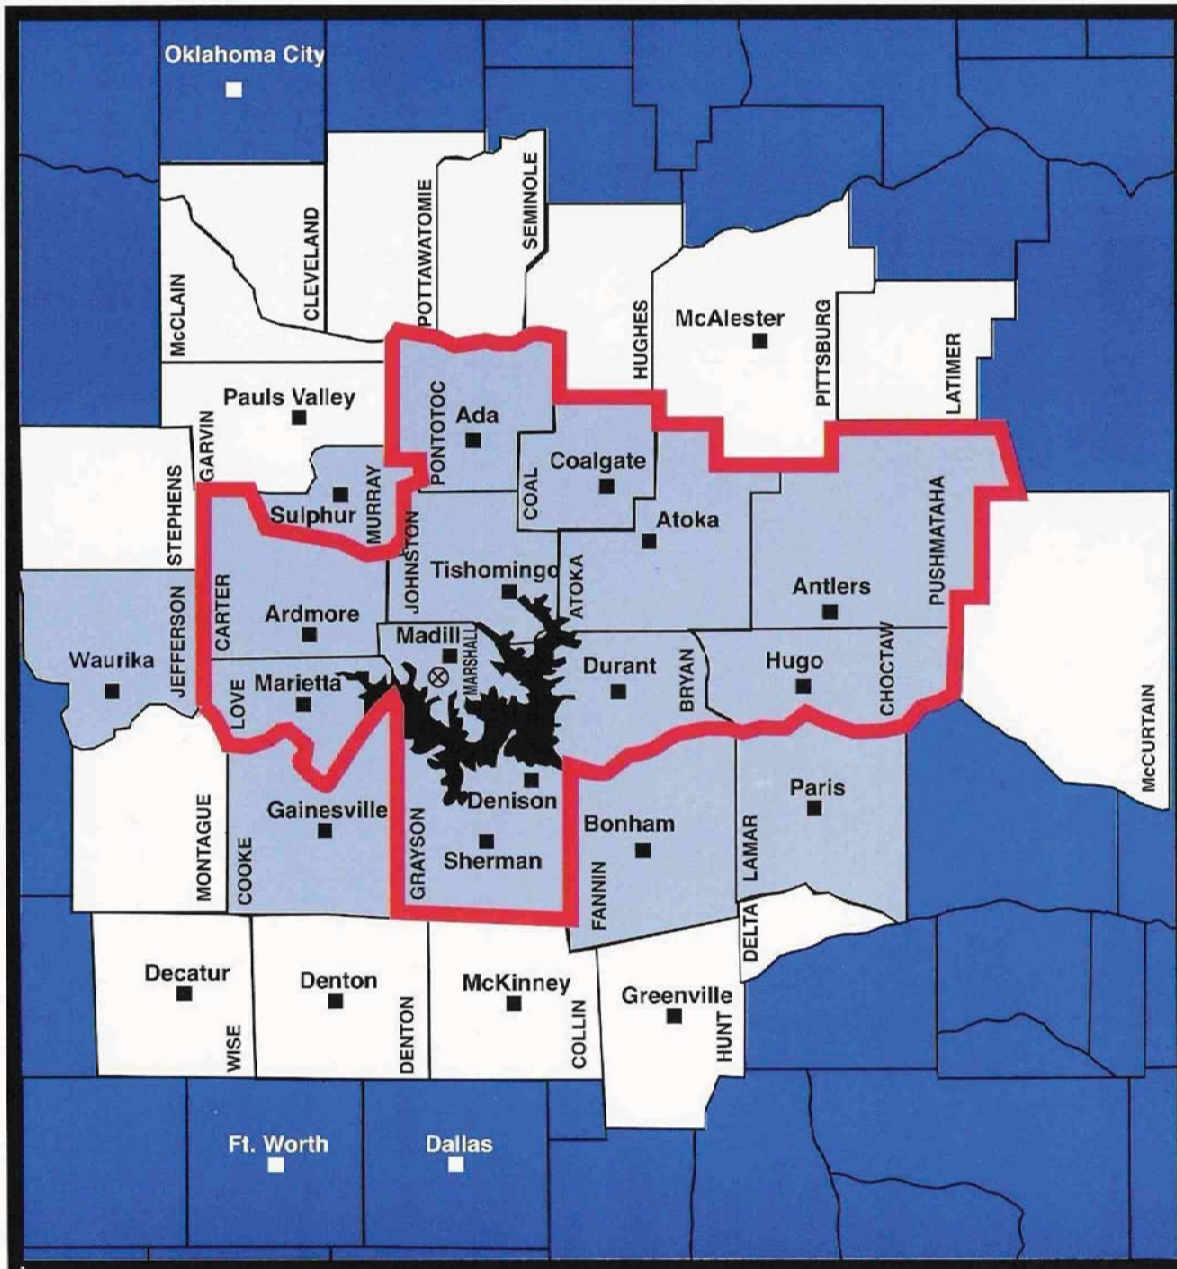 Oklahoma City
McCLAIN
CLEVELAND
POTTAWATOMIE
SEMINOLE
HUGHES
McAlester
PITTSBURG
LATIMER
Pauls Valley
GARVIN
PONTOTOC
Ada
COAL
Coalgate
STEPHENS
Sulphur
MURRAY
JOHNSTON
Atoka
ATOKA
PUSHMATAHA
Tishomingo
Antlers
CARTER
Ardmore
Madill
MARSHALL
Waurika
JEFFERSON
LOVE
Marietta
Durant
BRYAN
Hugo
CHOCTAW
McCURTAIN
MONTAGUE
COOKE
Gainesville
GRAYSON
Denison
Sherman
Bonham
FANNIN
Paris
LAMAR
DELTA
Decatur
WISE
Denton
DENTON
McKinney
COLLIN
Greenville
HUNT
Ft. Worth
Dallas